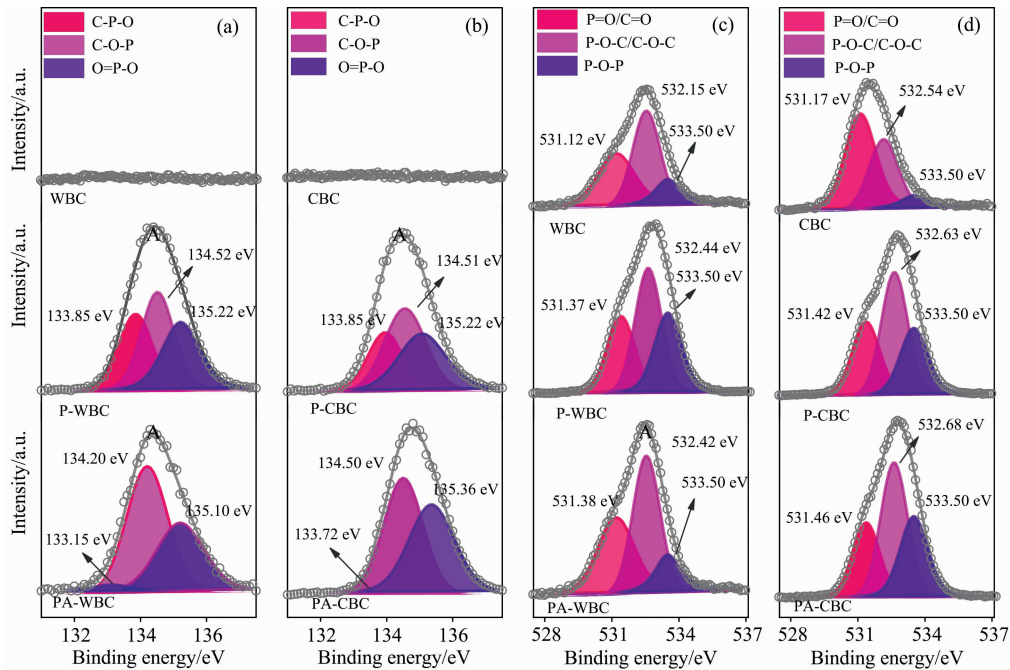 Intensity/a.u.
Intensity/a.u.
Intensity/a.u.
(a)
C-P-O
C-O-P
O=P-O
WBC
A
134.52 eV
133.85 eV
135.22 eV
P-WBC
A
134.20 eV
135.10 eV
133.15 eV
PA-WBC
132 134 136
Binding energy/eV
(b)
C-P-O
C-O-P
O=P-O
CBC
A
134.51 eV
133.85 eV
135.22 eV
P-CBC
134.50 eV
135.36 eV
133.72 eV
PA-CBC
132 134 136
Binding energy/eV
(c)
P=O/C=O
P-O-C/C-O-C
P-O-P
532.15 eV
531.12 eV
533.50 eV
WBC
532.44 eV
533.50 eV
531.37 eV
P-WBC
A
532.42 eV
533.50 eV
531.38 eV
PA-WBC
528 531 534 537
Binding energy/eV
(d)
P=O/C=O
P-O-C/C-O-C
P-O-P
531.17 eV
532.54 eV
533.50 eV
CBC
532.63 eV
531.42 eV
533.50 eV
P-CBC
532.68 eV
531.46 eV
533.50 eV
PA-CBC
528 531 534 537
Binding energy/eV